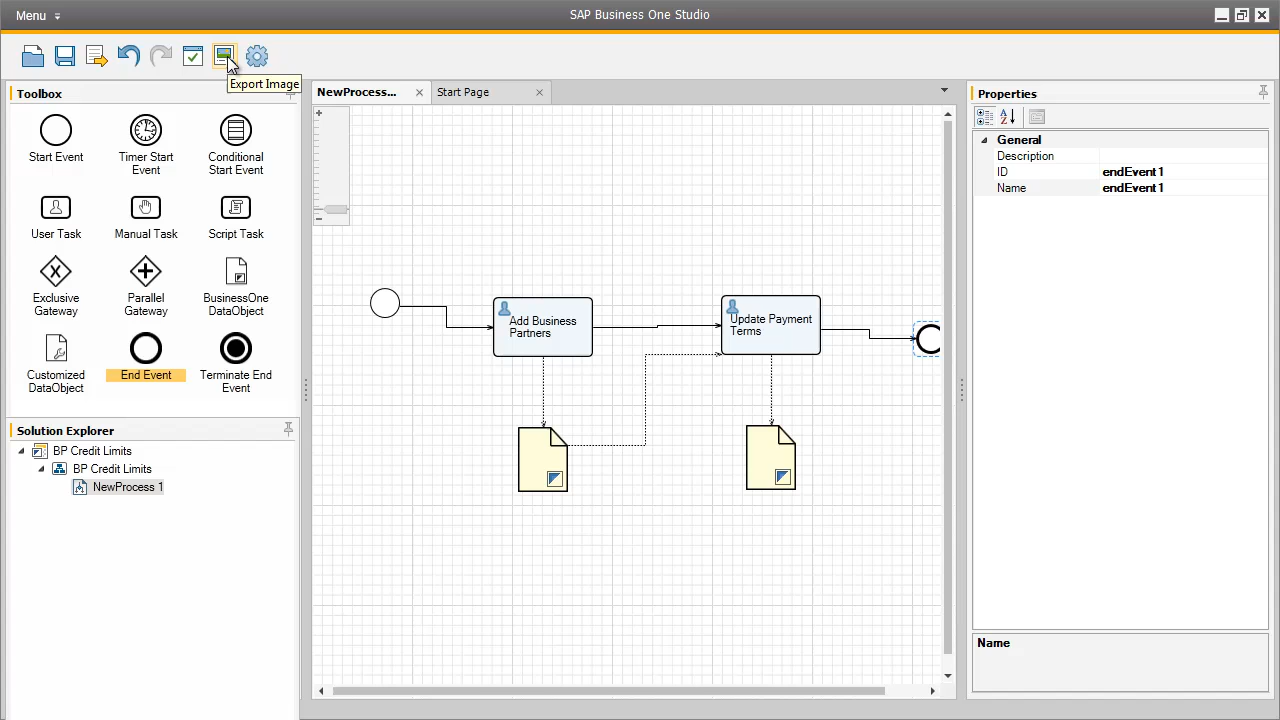 Menu
SAP Business One Studio
Export Image
Toolbox
Start Event
Timer Start
Event
Conditional
Start Event
User Task
Manual Task
Script Task
Exclusive
Gateway
Parallel
Gateway
BusinessOne
DataObject
Customized
DataObject
End Event
Terminate End
Event
Solution Explorer
BP Credit Limits
BP Credit Limits
NewProcess 1
NewProcess...
Start Page
Add Business
Partners
Update Payment
Terms
Properties
General
Description
ID endEvent1
Name endEvent1
Name